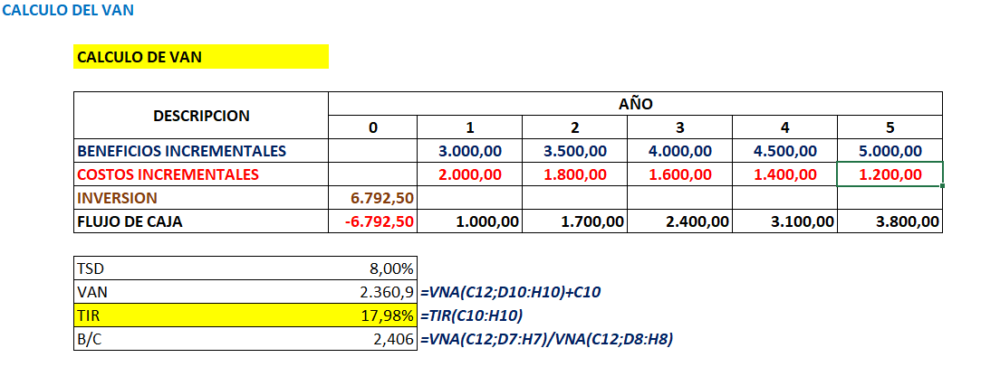 CALCULO DEL VAN
CALCULO DE VAN
DESCRIPCION AÑO
0 1 2 3 4 5
BENEFICIOS INCREMENTALES 3.000,00 3.500,00 4.000,00 4.500,00 5.000,00
COSTOS INCREMENTALES 2.000,00 1.800,00 1.600,00 1.400,00 1.200,00
INVERSION 6.792,50
FLUJO DE CAJA -6.792,50 1.000,00 1.700,00 2.400,00 3.100,00 3.800,00
TSD 8,00%
VAN 2.360,9 =VNA(C12;D10:H10)+C10
TIR 17,98% =TIR(C10:H10)
B/C 2,406 =VNA(C12;D7:H7)/VNA(C12;D8:H8)